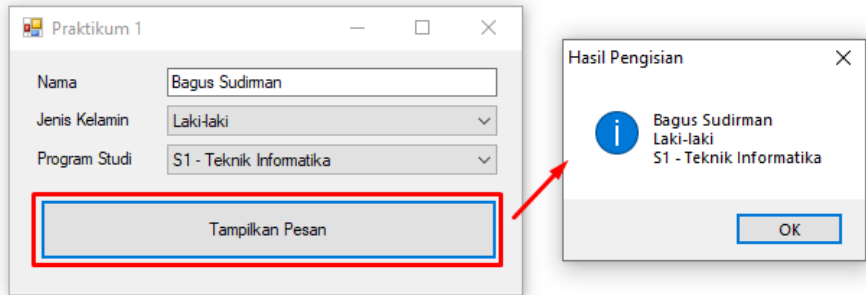 Praktikum 1
Nama
Bagus Sudirman
Jenis Kelamin
Laki-laki
Program Studi
S1 - Teknik Informatika
Tampilkan Pesan
Hasil Pengisian
Bagus Sudirman
Laki-laki
S1 - Teknik Informatika
OK